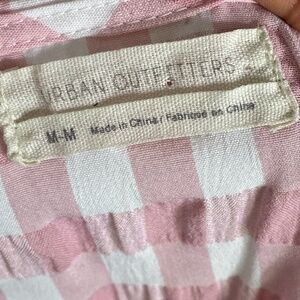 URBAN OUTFITTERS
M-M Made in China / Fabriqué en Chine